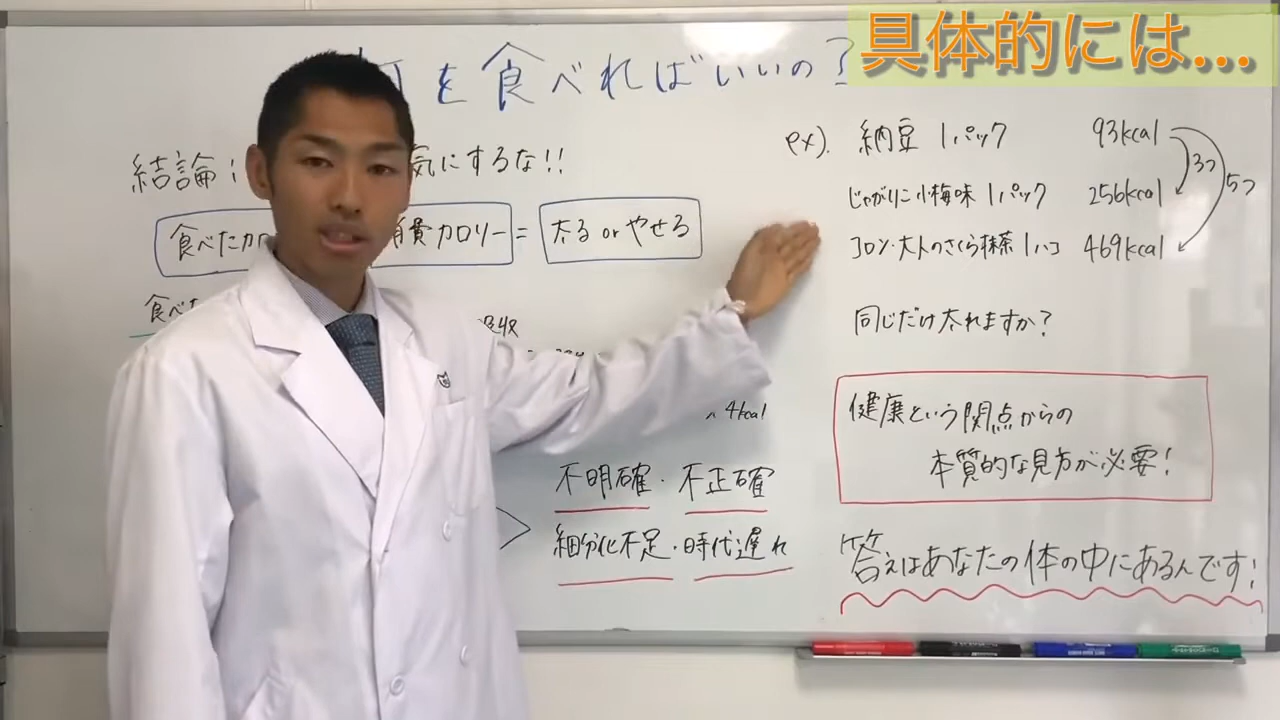 具体的には...
を食べればいいの?
結論: 気にするな!!
食べたカロ 消費カロリー = 太る or やせる
食べた 吸収
4kcal
不明確・不正確
細分化不足・時代遅れ
ex). 納豆 1パック 93kcal
じゃがりこ小梅味 1パック 256kcal
コロン・大人のさくら抹茶 1ハコ 469kcal
3つ
5つ
同じだけ太れますか?
健康という観点からの
本質的な見方が必要!
答えはあなたの体の中にあるんです!